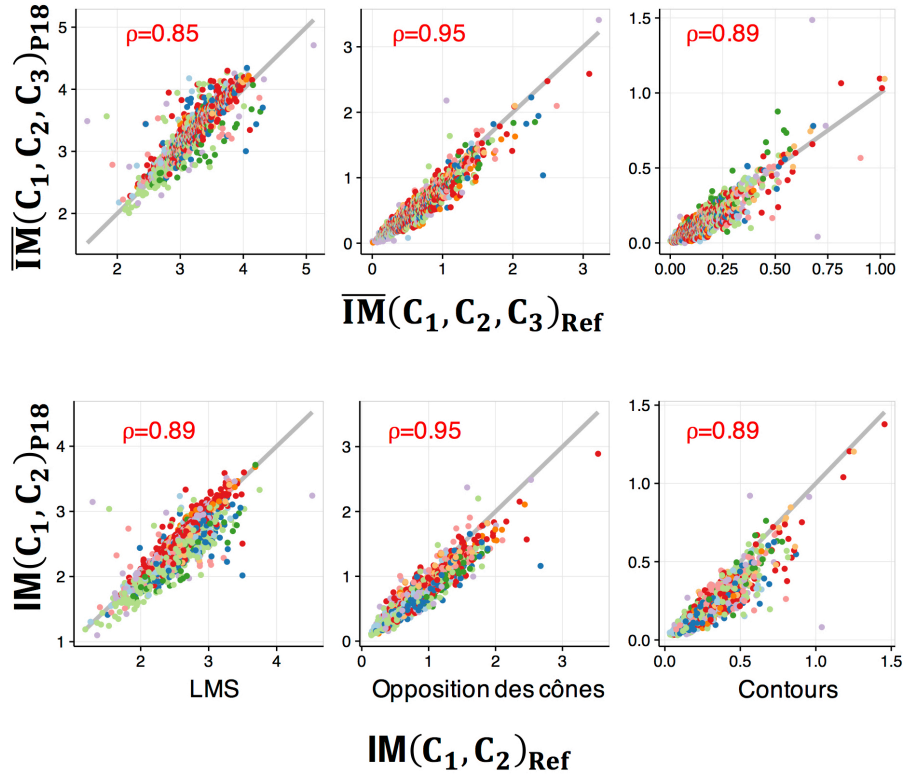 ρ=0.85
ρ=0.95
ρ=0.89
5
4
3
2
3
2
1
0
1.5
1.0
0.5
0.0
2 3 4 5
0 1 2 3
0.00 0.25 0.50 0.75 1.00
I̅M̅(C₁, C₂, C₃)P18
I̅M̅(C₁, C₂, C₃)Ref
ρ=0.89
ρ=0.95
ρ=0.89
4
3
2
1
3
2
1
0
1.5
1.0
0.5
0.0
2 3 4
0 1 2 3
0.0 0.5 1.0 1.5
IM(C₁, C₂)P18
LMS
Opposition des cônes
Contours
IM(C₁, C₂)Ref